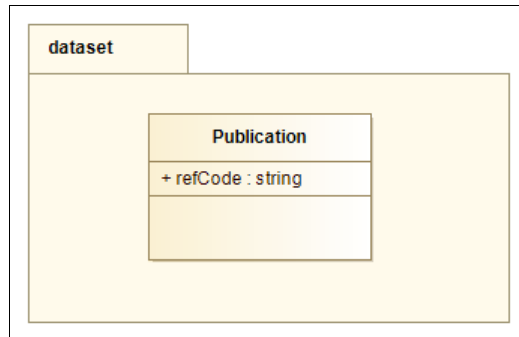 dataset
Publication
+ refCode : string